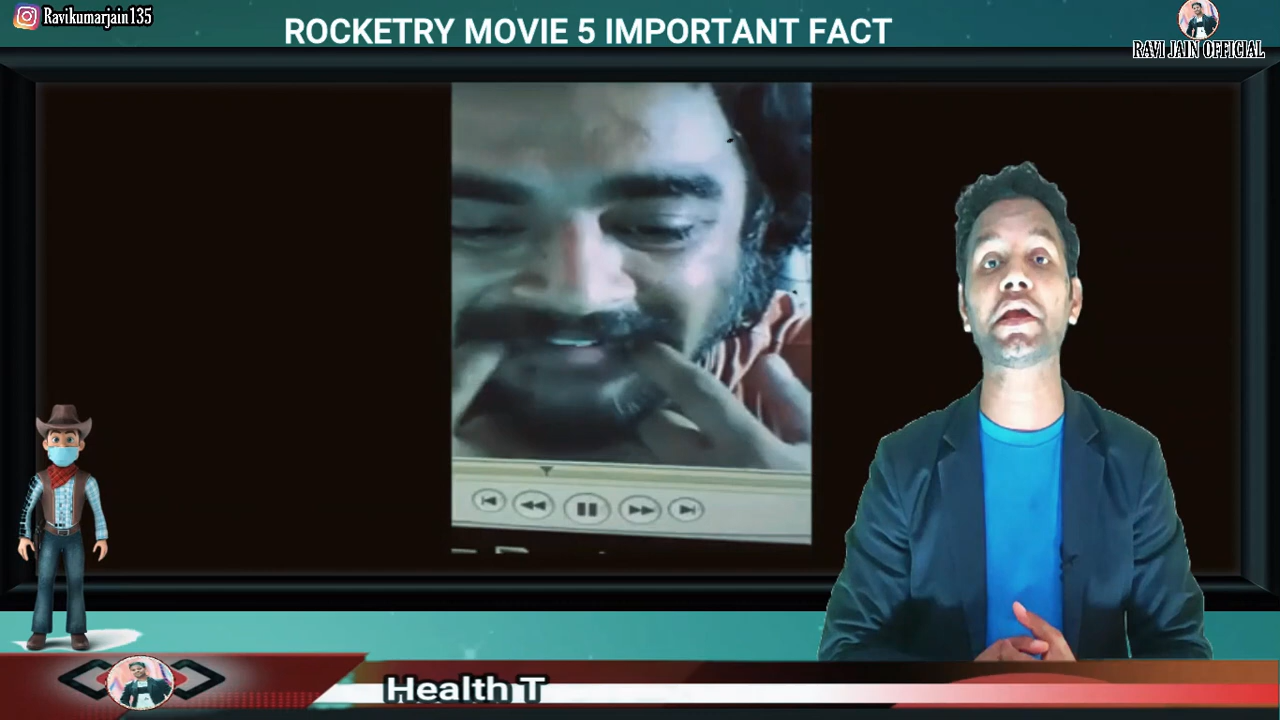 Ravikumarjain135
ROCKETRY MOVIE 5 IMPORTANT FACT
RAVI JAIN OFFICIAL
Health T